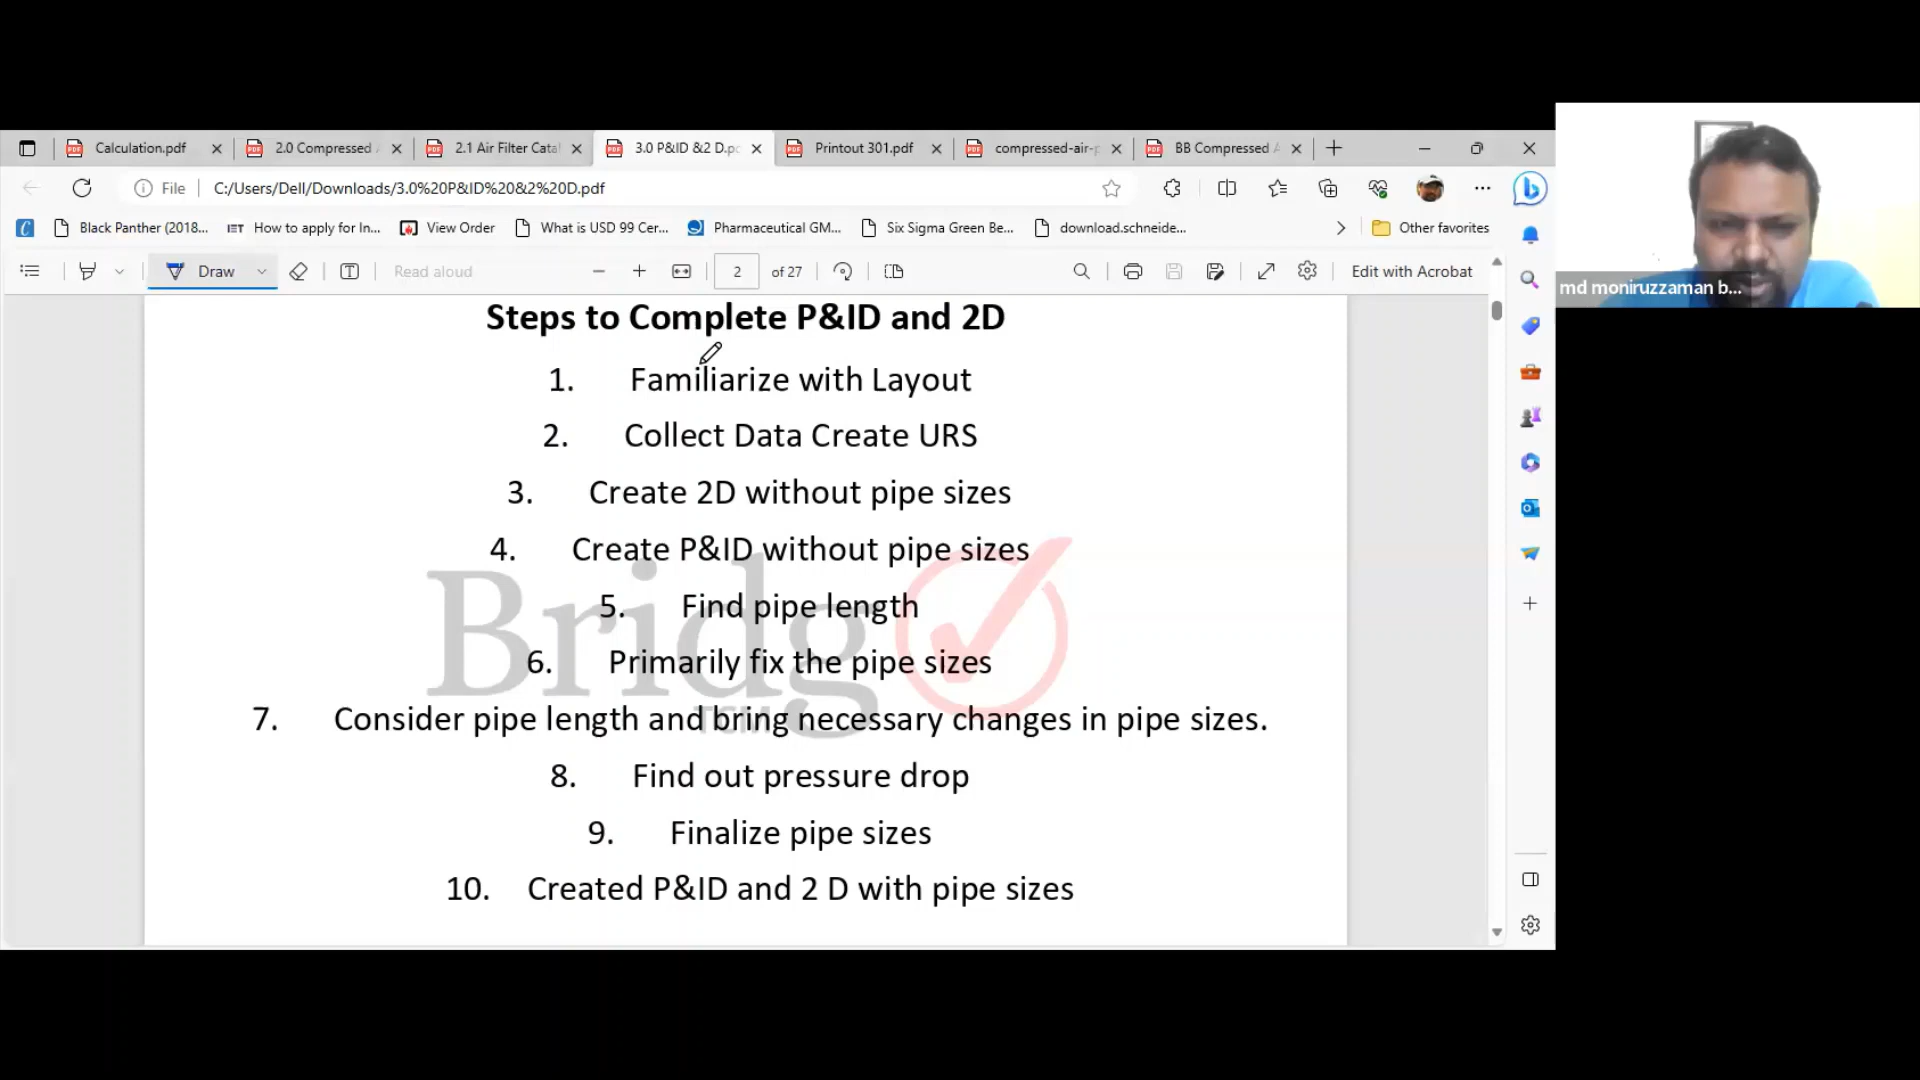 Calculation.pdf
2.0 Compressed
2.1 Air Filter Cata
3.0 P&ID &2 D.p
Printout 301.pdf
compressed-air-
BB Compressed
File
C:/Users/Dell/Downloads/3.0%20P&ID%20&2%20D.pdf
Black Panther (2018...
IET How to apply for In...
View Order
What is USD 99 Cer...
Pharmaceutical GM...
Six Sigma Green Be...
download.schneide...
Other favorites
Draw
Read aloud
2 of 27
Edit with Acrobat
md moniruzzaman b...
Steps to Complete P&ID and 2D
1. Familiarize with Layout
2. Collect Data Create URS
3. Create 2D without pipe sizes
4. Create P&ID without pipe sizes
5. Find pipe length
6. Primarily fix the pipe sizes
7. Consider pipe length and bring necessary changes in pipe sizes.
8. Find out pressure drop
9. Finalize pipe sizes
10. Created P&ID and 2 D with pipe sizes
Bridg